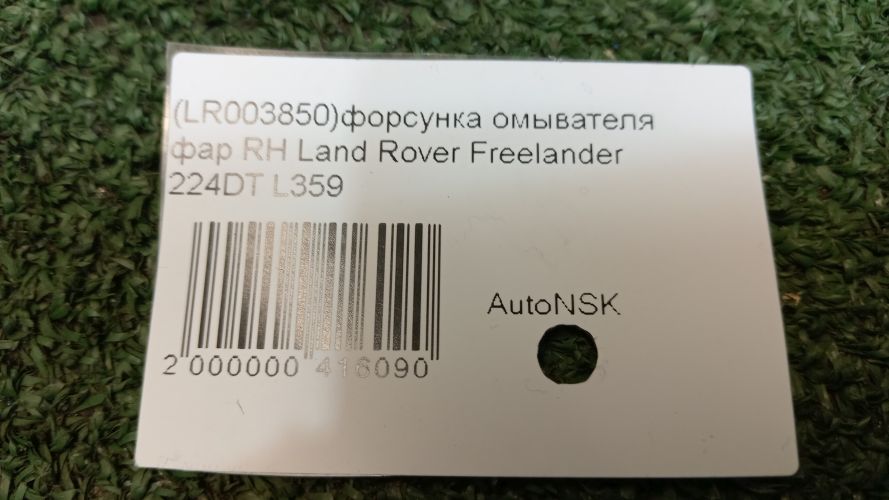 (LR003850)форсунка омывателя
фар RH Land Rover Freelander
224DT L359
AutoNSK
2 000000 416090